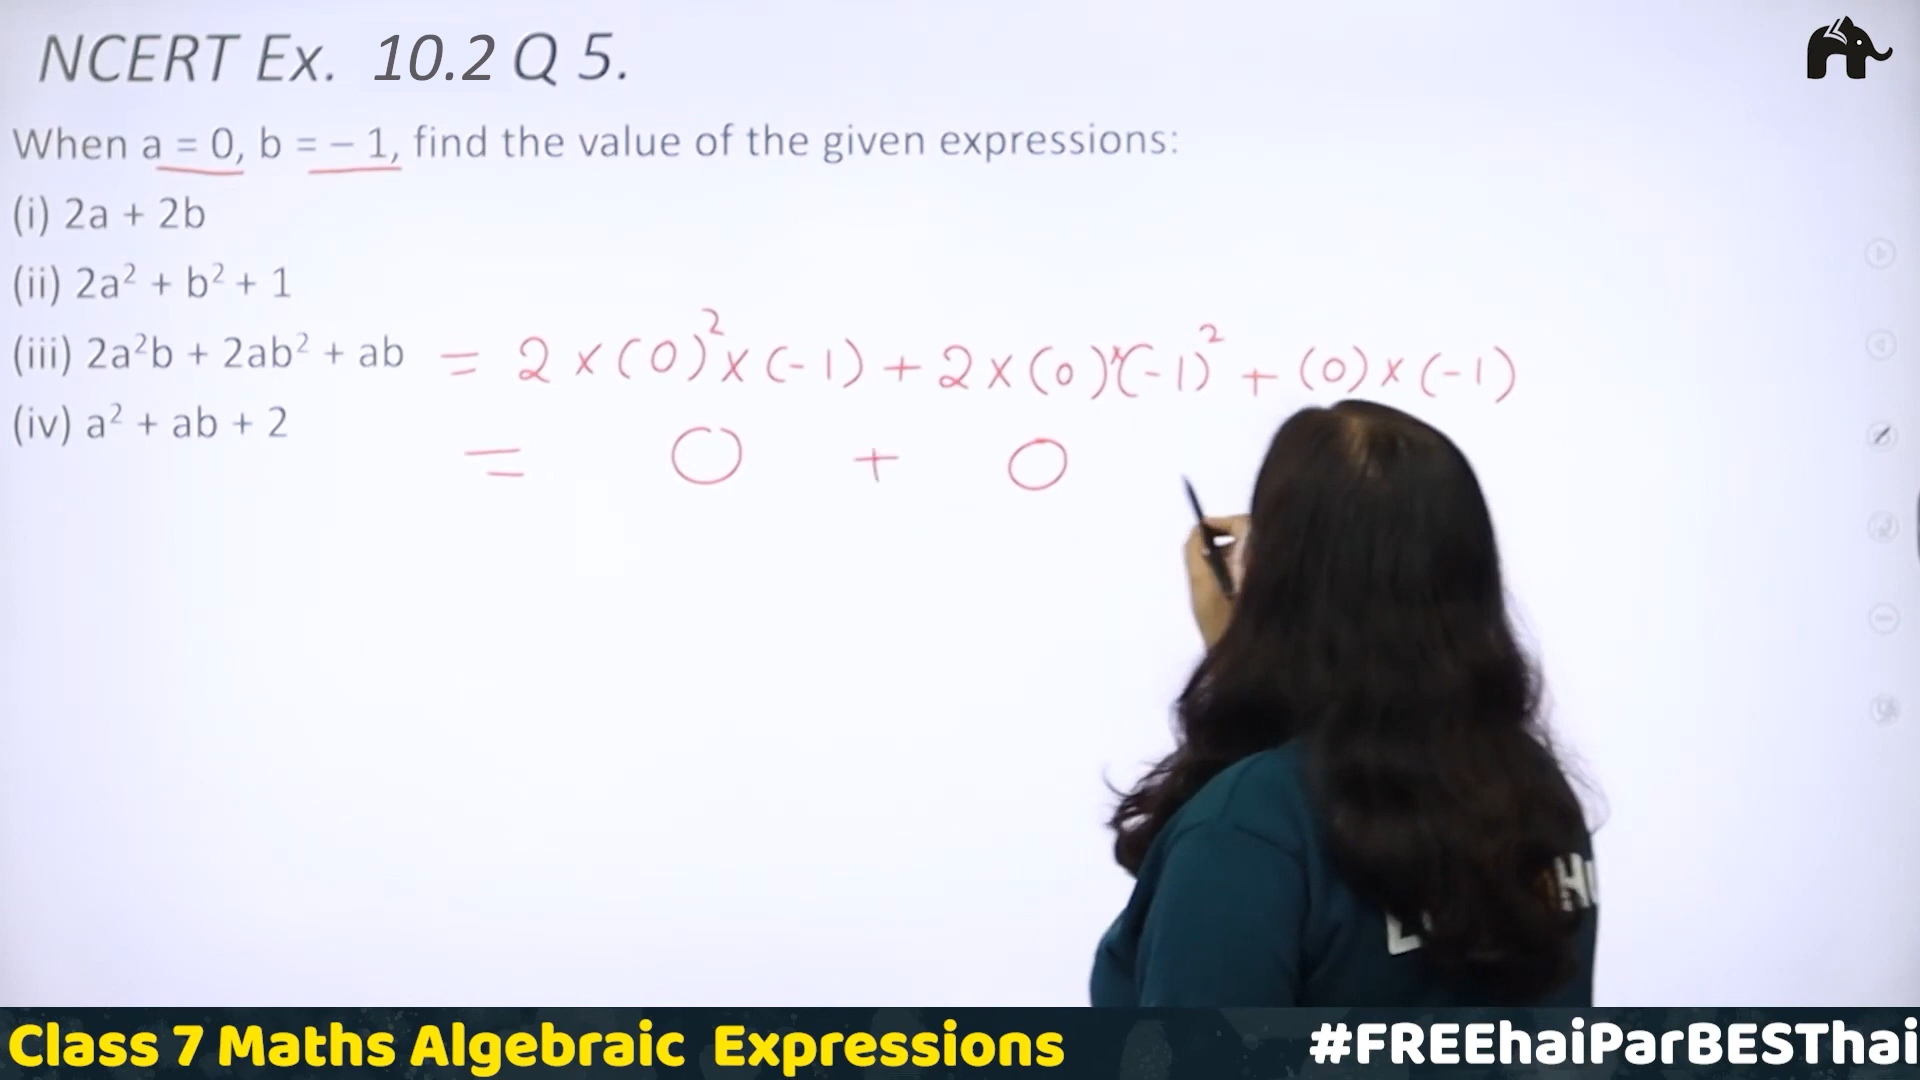 NCERT Ex. 10.2 Q 5.
When a = 0, b = – 1, find the value of the given expressions:
(i) 2a + 2b
(ii) 2a² + b² + 1
(iii) 2a²b + 2ab² + ab = 2 × (0)² × (-1) + 2 × (0) × (-1)² + (0) × (-1)
(iv) a² + ab + 2
= 0 + 0
Class 7 Maths Algebraic Expressions
#FREEhaiParBESThai